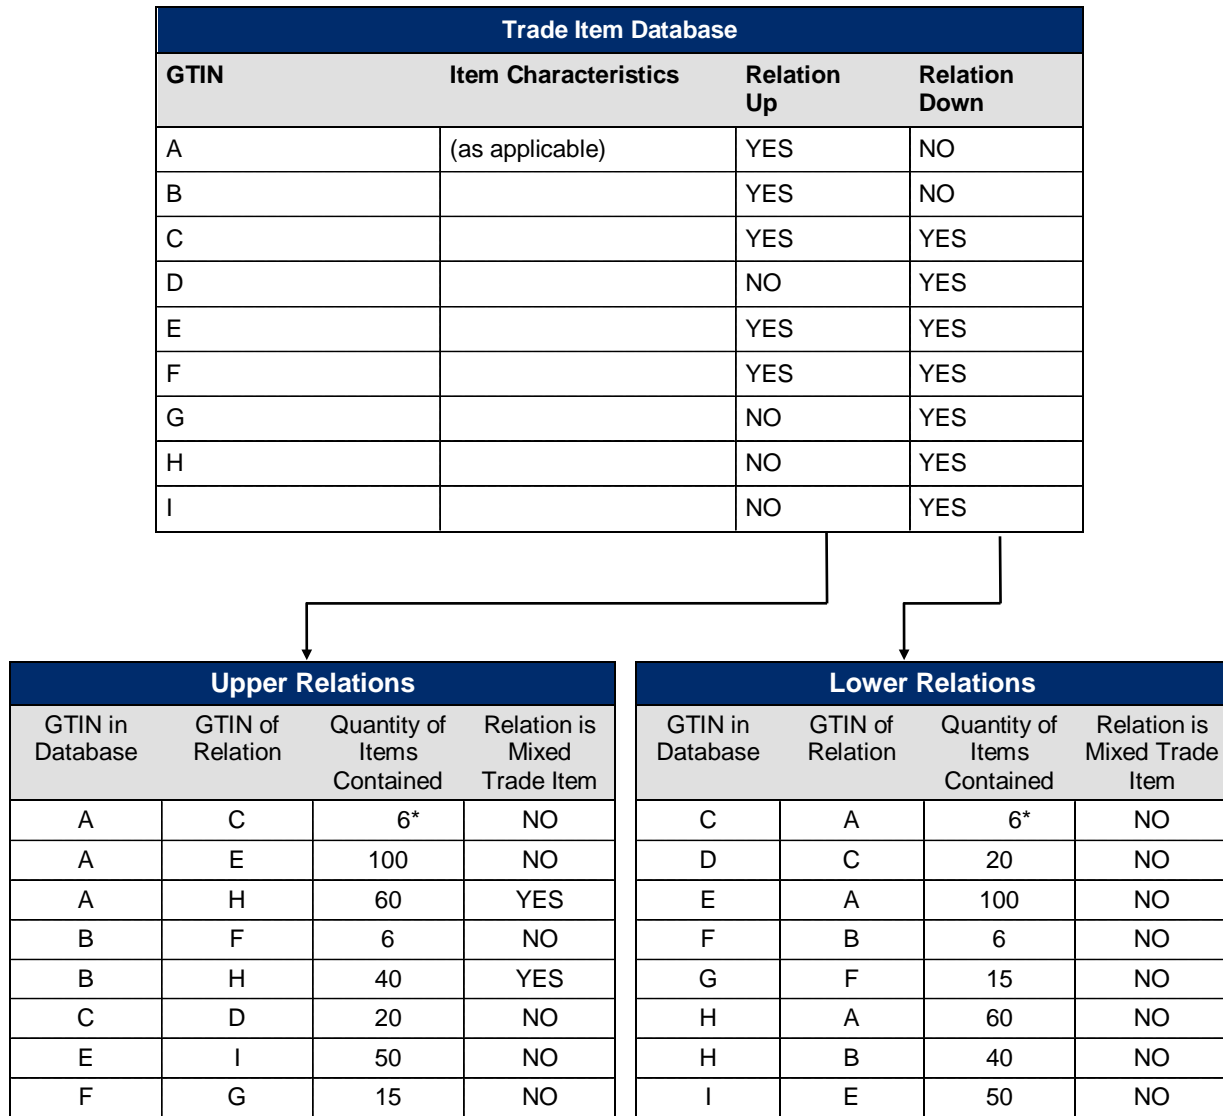 Trade Item Database
GTIN Item Characteristics Relation Up Relation Down
A (as applicable) YES NO
B YES NO
C YES YES
D NO YES
E YES YES
F YES YES
G NO YES
H NO YES
I NO YES
Upper Relations
GTIN in Database GTIN of Relation Quantity of Items Contained Relation is Mixed Trade Item
A C 6* NO
A E 100 NO
A H 60 YES
B F 6 NO
B H 40 YES
C D 20 NO
E I 50 NO
F G 15 NO
Lower Relations
GTIN in Database GTIN of Relation Quantity of Items Contained Relation is Mixed Trade Item
C A 6* NO
D C 20 NO
E A 100 NO
F B 6 NO
G F 15 NO
H A 60 NO
H B 40 NO
I E 50 NO